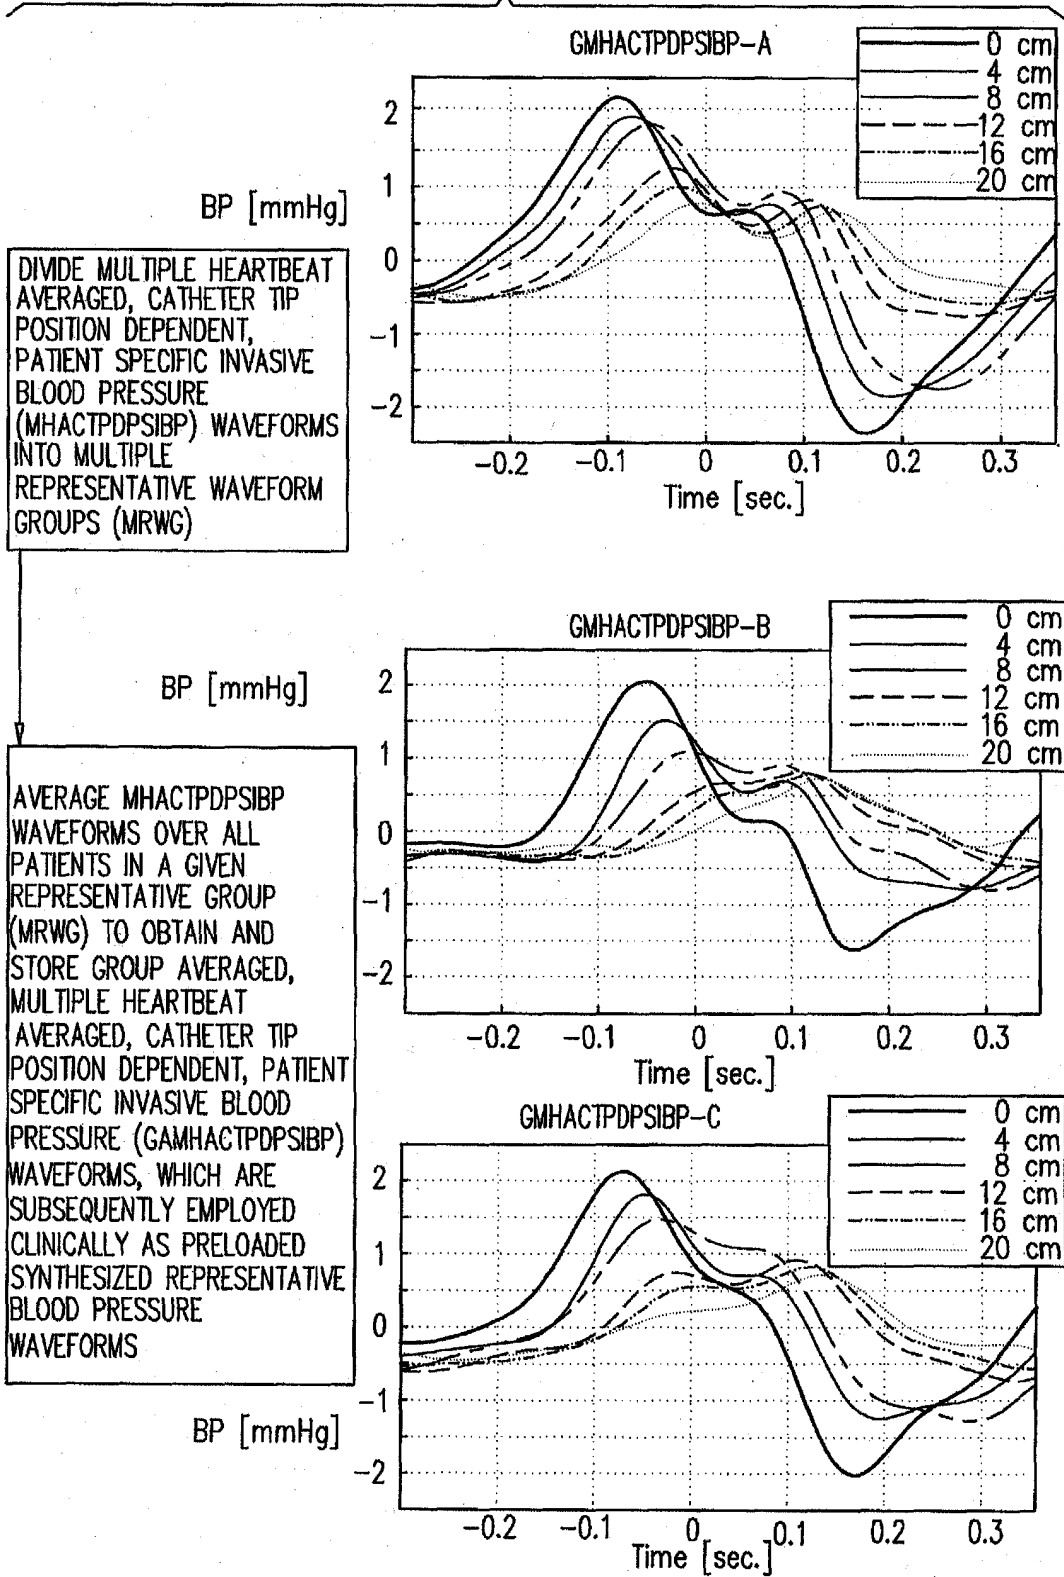 GMHACTPDPSIBP-A
0 cm
4 cm
8 cm
12 cm
16 cm
20 cm
BP [mmHg]
2
1
0
-1
-2
-0.2 -0.1 0 0.1 0.2 0.3
Time [sec.]
DIVIDE MULTIPLE HEARTBEAT
AVERAGED, CATHETER TIP
POSITION DEPENDENT,
PATIENT SPECIFIC INVASIVE
BLOOD PRESSURE
(MHACTPDPSIBP) WAVEFORMS
INTO MULTIPLE
REPRESENTATIVE WAVEFORM
GROUPS (MRWG)
GMHACTPDPSIBP-B
0 cm
4 cm
8 cm
12 cm
16 cm
20 cm
BP [mmHg]
2
1
0
-1
-2
-0.2 -0.1 0 0.1 0.2 0.3
Time [sec.]
AVERAGE MHACTPDPSIBP
WAVEFORMS OVER ALL
PATIENTS IN A GIVEN
REPRESENTATIVE GROUP
(MRWG) TO OBTAIN AND
STORE GROUP AVERAGED,
MULTIPLE HEARTBEAT
AVERAGED, CATHETER TIP
POSITION DEPENDENT, PATIENT
SPECIFIC INVASIVE BLOOD
PRESSURE (GAMHACTPDPSIBP)
WAVEFORMS, WHICH ARE
SUBSEQUENTLY EMPLOYED
CLINICALLY AS PRELOADED
SYNTHESIZED REPRESENTATIVE
BLOOD PRESSURE
WAVEFORMS
GMHACTPDPSIBP-C
0 cm
4 cm
8 cm
12 cm
16 cm
20 cm
BP [mmHg]
2
1
0
-1
-2
-0.2 -0.1 0 0.1 0.2 0.3
Time [sec.]